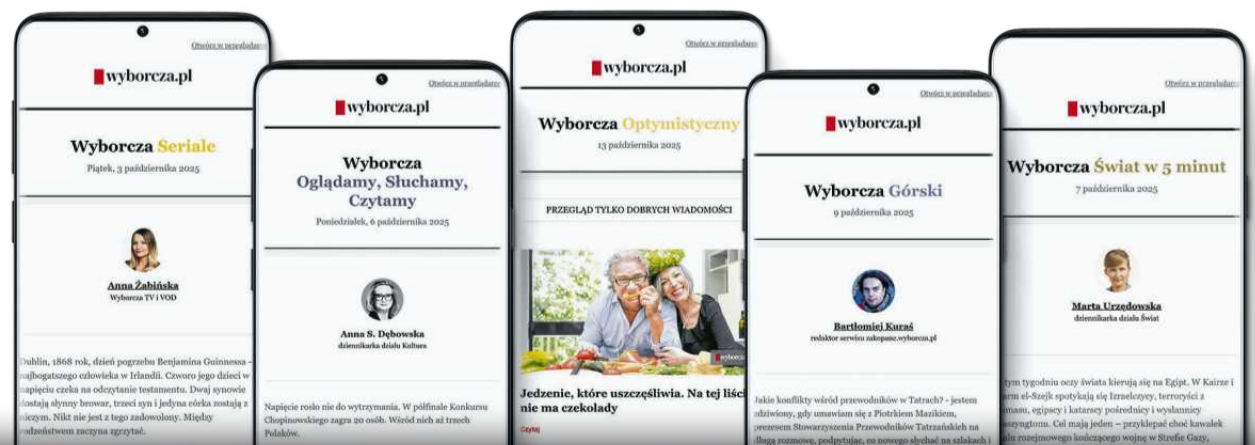 Otwórz w przeglądarce
wyborcza.pl
Wyborcza Seriale
Piątek, 3 października 2025
Anna Żabińska
Wyborcza TV i VOD
Dublin, 1868 rok, dzień pogrzebu Benjamina Guinnessa –
najbogatszego człowieka w Irlandii. Czworo jego dzieci w
napięciu czeka na odczytanie testamentu. Dwaj synowie
dostają słynny browar, trzeci syn i jedyna córka zostają z
niczym. Nikt nie jest z tego zadowolony. Między
rodzeństwem zaczyna zgrzytać.
Otwórz w przeglądarce
wyborcza.pl
Wyborcza
Oglądamy, Słuchamy,
Czytamy
Poniedziałek, 6 października 2025
Anna S. Dębowska
dziennikarka działu Kultura
Napięcie rosło nie do wytrzymania. W półfinale Konkursu
Chopinowskiego zagra 20 osób. Wśród nich aż trzech
Polaków.
Otwórz w przeglądarce
wyborcza.pl
Wyborcza Optymistyczny
13 października 2025
PRZEGLĄD TYLKO DOBRYCH WIADOMOŚCI
wyborcza
Jedzenie, które uszczęśliwia. Na tej liści
nie ma czekolady
Czytaj
Otwórz w przeglądarce
wyborcza.pl
Wyborcza Górski
9 października 2025
Bartłomiej Kuraś
redaktor serwisu zakopane.wyborcza.pl
Jakie konflikty wśród przewodników w Tatrach? - jestem
zdziwiony, gdy umawiam się z Piotrkiem Mazikiem,
prezesem Stowarzyszenia Przewodników Tatrzańskich na
długą rozmowę, podpytując, co nowego słychać na szlakach i
Otwórz w przeglądarce
wyborcza.pl
Wyborcza Świat w 5 minut
7 października 2025
Marta Urzędowska
dziennikarka działu Świat
tym tygodniu oczy świata kierują się na Egipt. W Kairze i
arm el-Szejk spotykają się Izraelczycy, terroryści z
amasu, egipscy i katarscy pośrednicy i wysłannicy
aszyngtonu. Cel mają jeden – przyklepać choć kawałek
alu rozejmowego kończącego wojnę w Strefie Gazy,